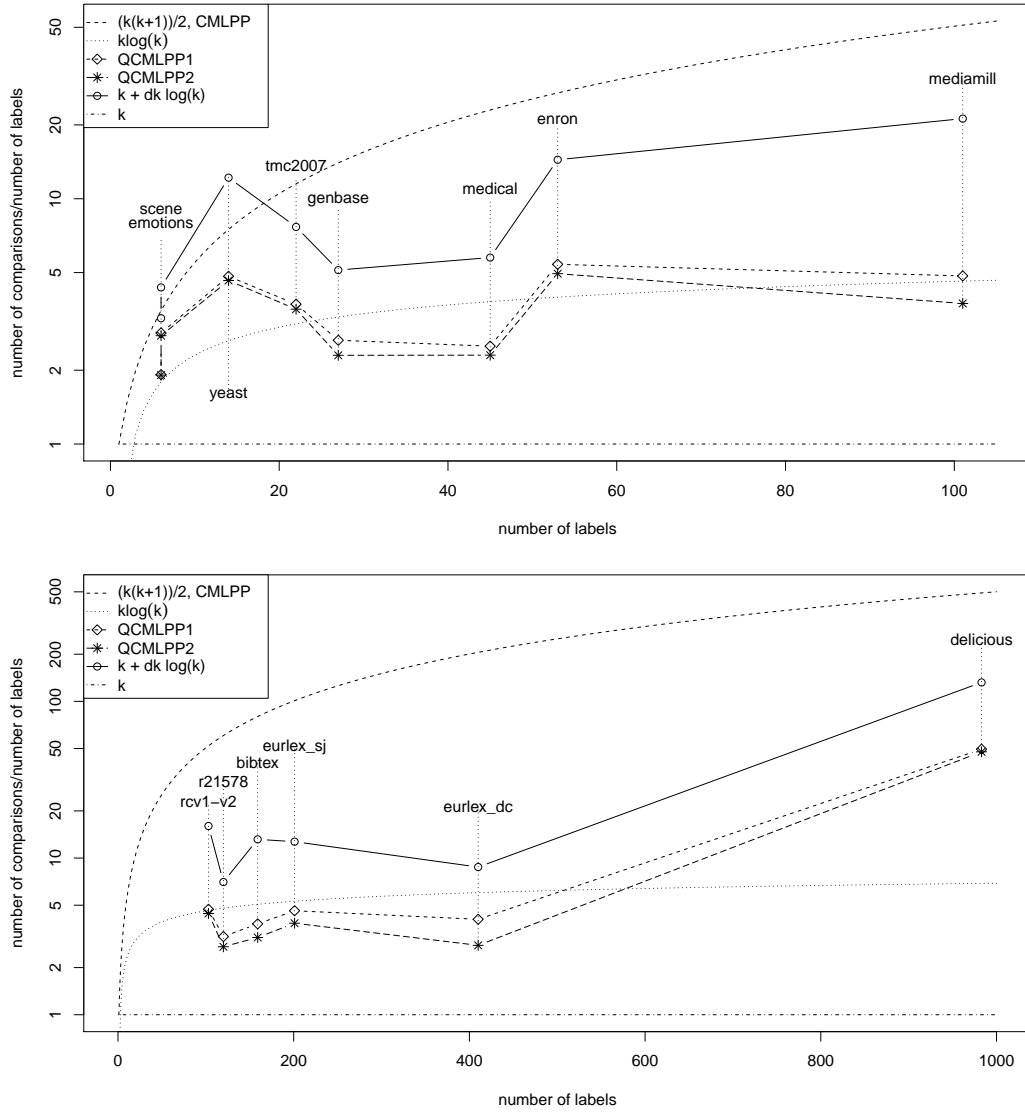 (k(k+1))/2, CMLPP
klog(k)
QCMLPP1
QCMLPP2
k + dk log(k)
k
number of comparisons/number of labels
50
20
10
5
2
1
scene
emotions
yeast
tmc2007
genbase
medical
enron
mediamill
0 20 40 60 80 100
number of labels
(k(k+1))/2, CMLPP
klog(k)
QCMLPP1
QCMLPP2
k + dk log(k)
k
number of comparisons/number of labels
500
200
100
50
20
10
5
2
1
rcv1−v2
r21578
bibtex
eurlex_sj
eurlex_dc
delicious
0 200 400 600 800 1000
number of labels